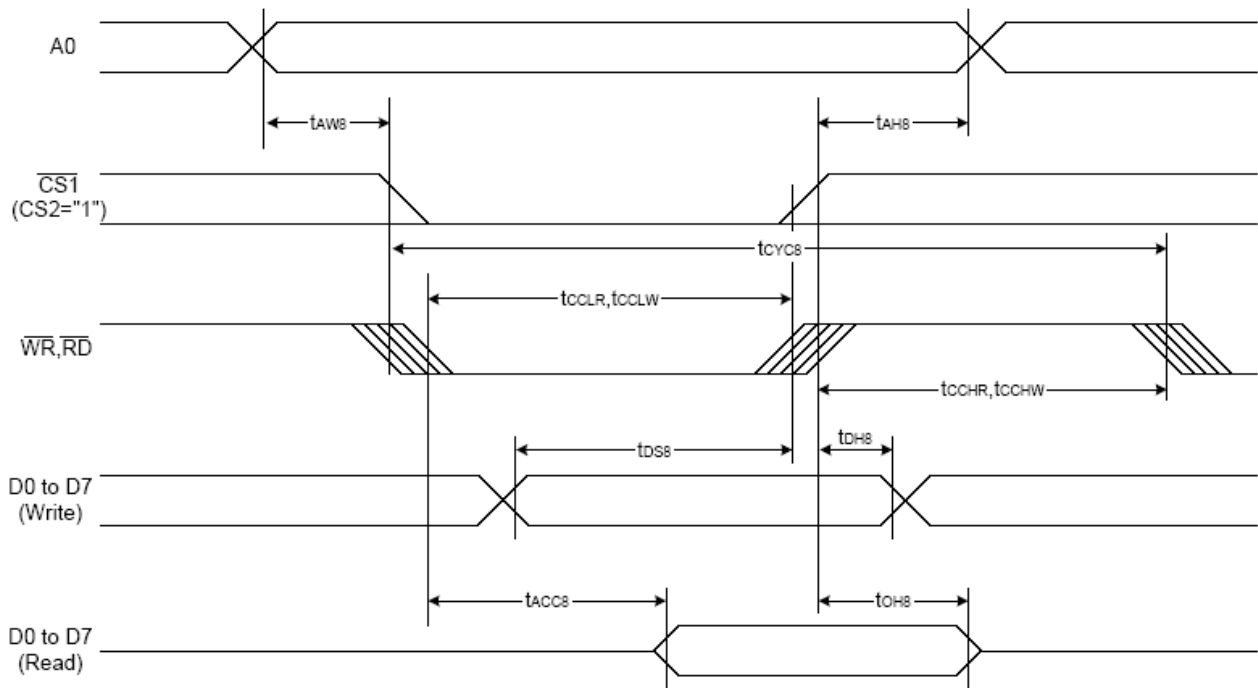 A0
tAW8
tAH8
CS1
(CS2="1")
tCYC8
tCCLR,tCCLW
WR,RD
tCCHR,tCCHW
tDS8
tDH8
D0 to D7
(Write)
tACC8
tOH8
D0 to D7
(Read)